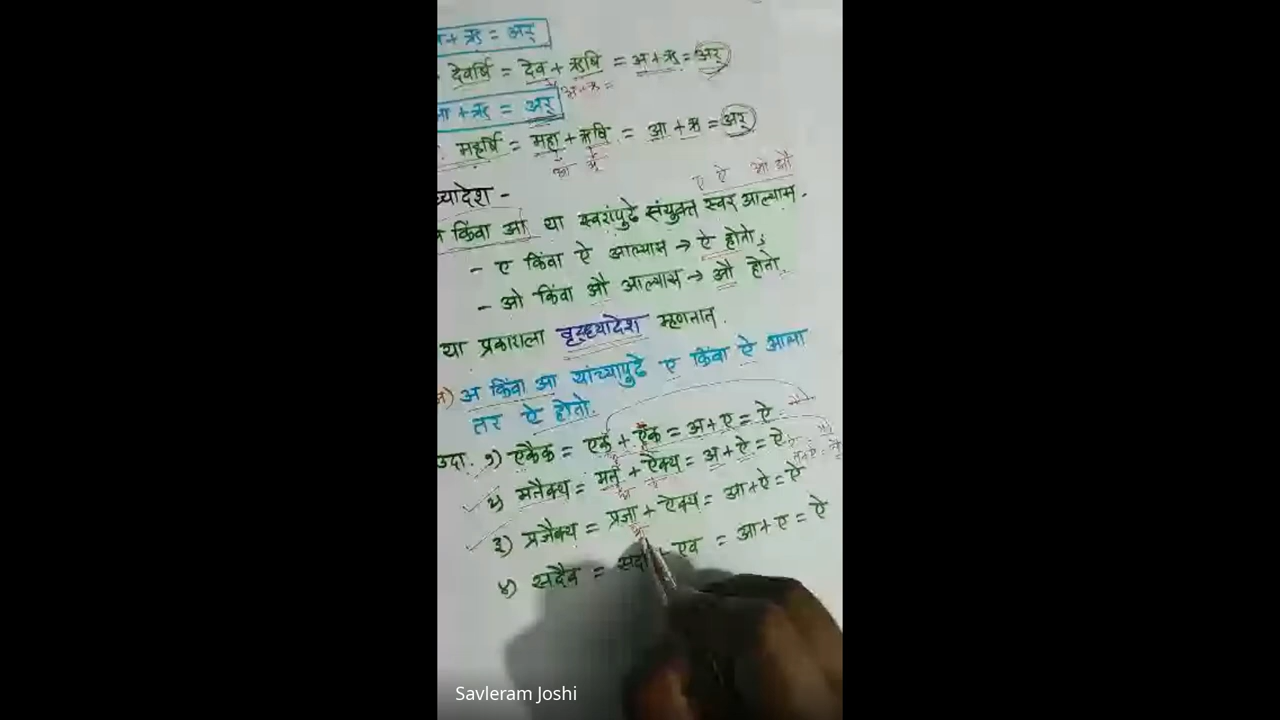 + ऋ = अर्
देवर्षि = देव + ऋषि = अ + ऋ = अर्
अ + ऋ =
आ + ऋ = अर्
महर्षि = महा + ऋषि = आ + ऋ = अर्
आ ऋ
ए ऐ ओ औ
किंवा आ या स्वरांपुढे संयुक्त स्वर आल्यास -
- ए किंवा ऐ आल्यास → ऐ होतो
- ओ किंवा औ आल्यास → औ होतो.
या प्रकाराला वृद्ध्यादेश म्हणतात.
अ किंवा आ यांच्यापुढे ए किंवा ऐ आला
तर ऐ होतो.
उदा. १) एकैक = एक + एक = अ + ए = ऐ
२) मतैक्य = मत + ऐक्य = अ + ऐ = ऐ
३) प्रजैक्य = प्रजा + ऐक्य = आ + ऐ = ऐ
४) सदैव = सदा + एव = आ + ए = ऐ
Savleram Joshi